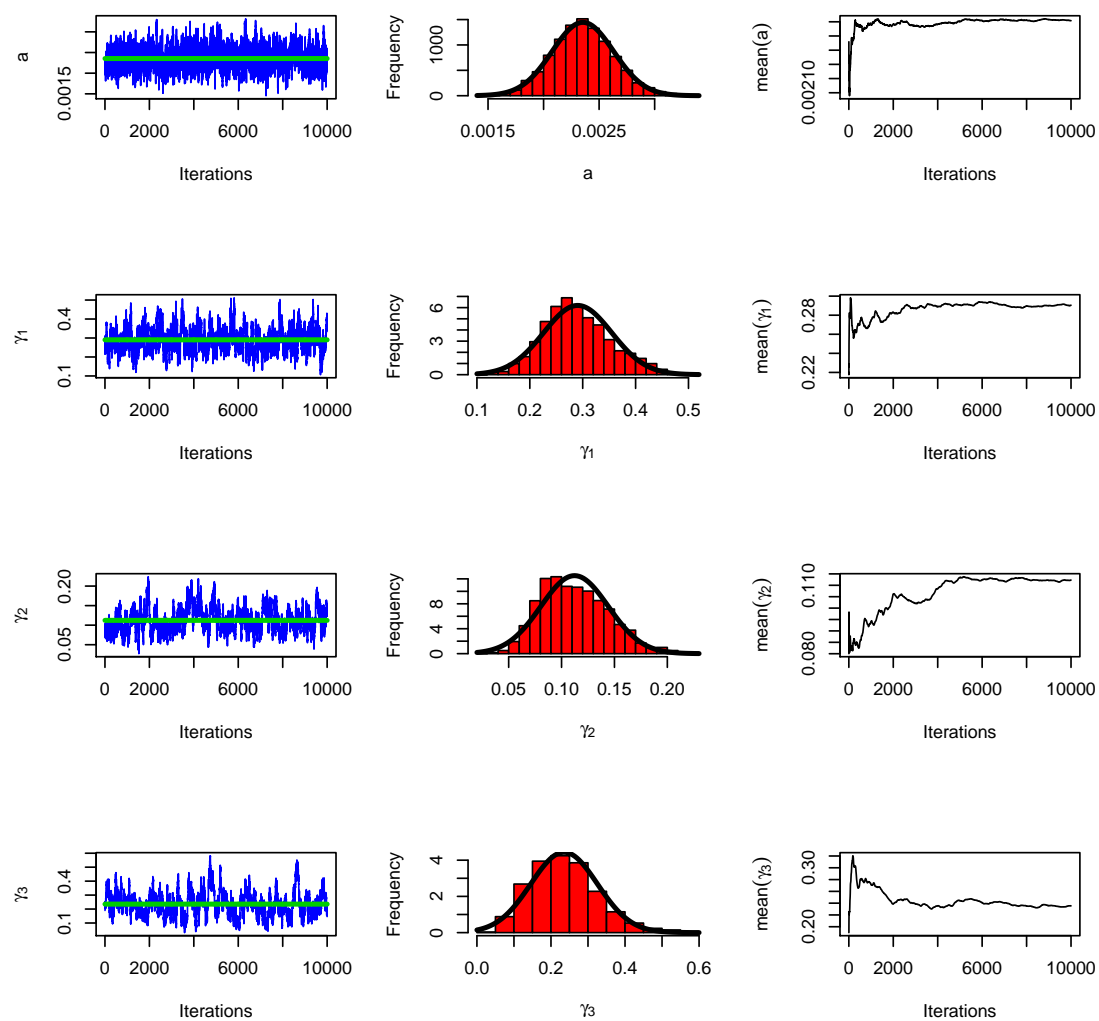 a
0.0015
0 2000 6000 10000
Iterations
Frequency
0 1000
0.0015 0.0025
a
mean(a)
0.00210
0 2000 6000 10000
Iterations
γ1
0.1 0.4
0 2000 6000 10000
Iterations
Frequency
0 3 6
0.1 0.2 0.3 0.4 0.5
γ1
mean(γ1)
0.22 0.28
0 2000 6000 10000
Iterations
γ2
0.05 0.20
0 2000 6000 10000
Iterations
Frequency
0 4 8
0.05 0.10 0.15 0.20
γ2
mean(γ2)
0.080 0.110
0 2000 6000 10000
Iterations
γ3
0.1 0.4
0 2000 6000 10000
Iterations
Frequency
0 2 4
0.0 0.2 0.4 0.6
γ3
mean(γ3)
0.20 0.30
0 2000 6000 10000
Iterations